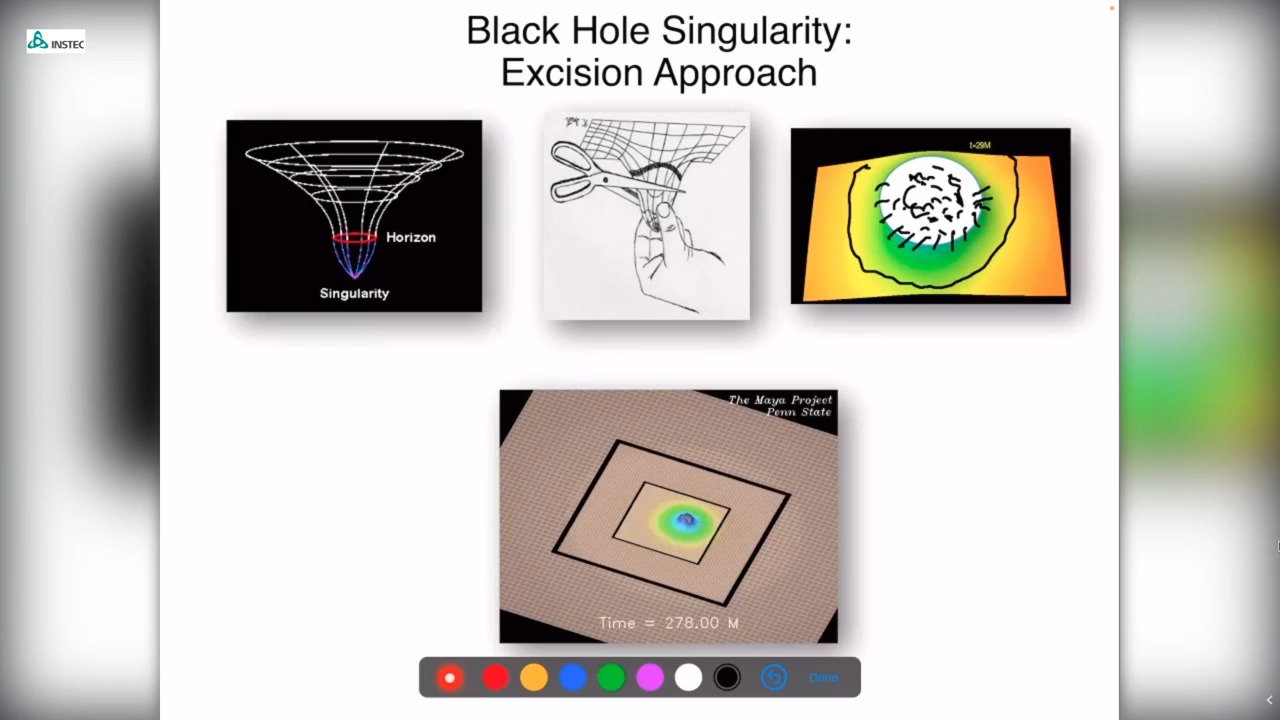 INSTEC
Black Hole Singularity:
Excision Approach
Horizon
Singularity
t=29M
The Maya Project
Penn State
Time = 278.00 M
Done